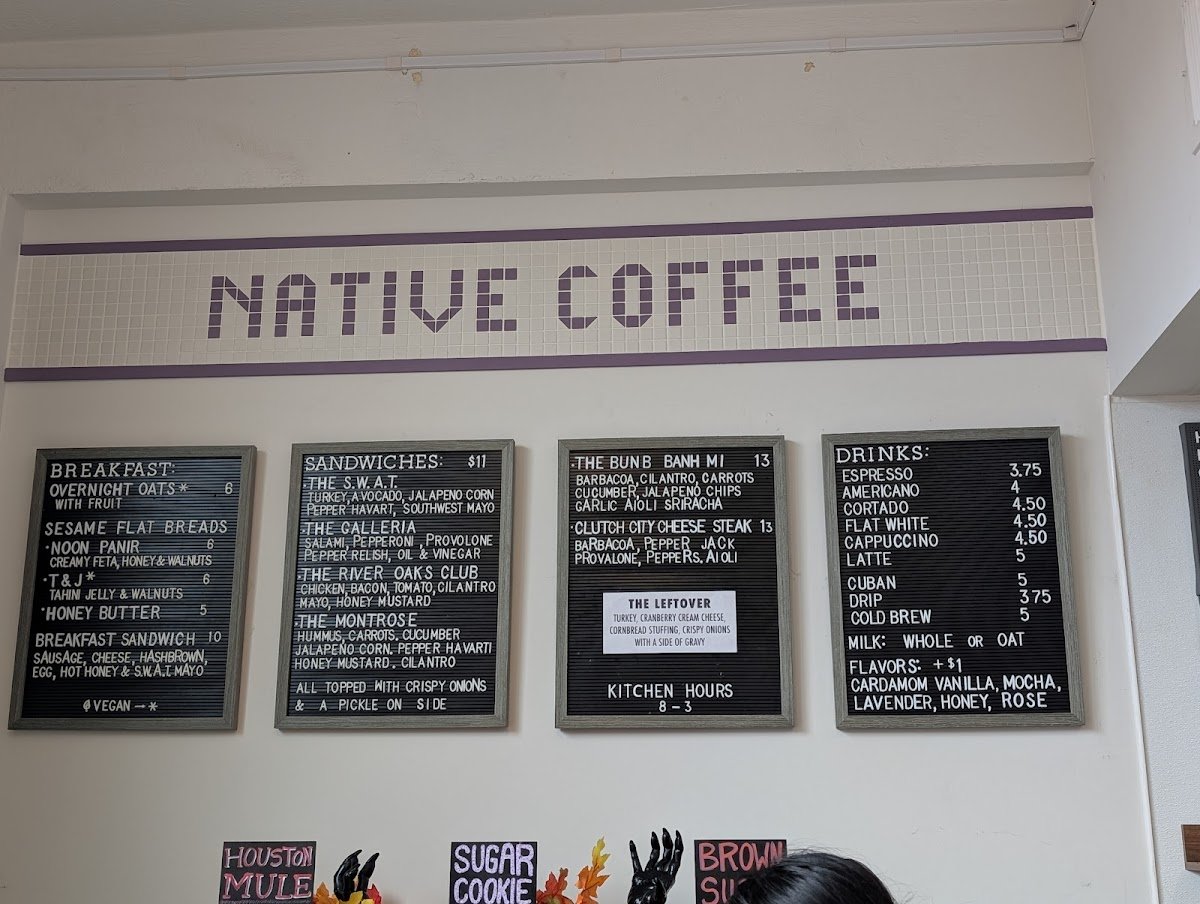 NATIVE COFFEE
BREAKFAST:
OVERNIGHT OATS* 6
WITH FRUIT
SESAME FLAT BREADS
·NOON PANIR 6
CREAMY FETA, HONEY & WALNUTS
·T&J* 6
TAHINI JELLY & WALNUTS
·HONEY BUTTER 5
BREAKFAST SANDWICH 10
SAUSAGE, CHEESE, HASHBROWN,
EGG, HOT HONEY & S.W.A.T. MAYO
VEGAN → *
SANDWICHES: $11
·THE S.W.A.T.
TURKEY, AVOCADO, JALAPENO CORN
PEPPER HAVART, SOUTHWEST MAYO
·THE GALLERIA
SALAMI, PEPPERONI, PROVOLONE
PEPPER RELISH, OIL & VINEGAR
·THE RIVER OAKS CLUB
CHICKEN, BACON, TOMATO, CILANTRO
MAYO, HONEY MUSTARD
·THE MONTROSE
HUMMUS, CARROTS. CUCUMBER
JALAPEÑO CORN. PEPPER HAVARTI
HONEY MUSTARD. CILANTRO
ALL TOPPED WITH CRISPY ONIONS
& A PICKLE ON SIDE
·THE BUN B BANH MI 13
BARBACOA, CILANTRO, CARROTS
CUCUMBER, JALAPEÑO CHIPS
GARLIC AIOLI SRIRACHA
·CLUTCH CITY CHEESE STEAK 13
BARBACOA, PEPPER JACK
PROVALONE, PEPPERS. AIOLI
THE LEFTOVER
TURKEY, CRANBERRY CREAM CHEESE,
CORNBREAD STUFFING, CRISPY ONIONS
WITH A SIDE OF GRAVY
KITCHEN HOURS
8-3
DRINKS:
ESPRESSO 3.75
AMERICANO 4
CORTADO 4.50
FLAT WHITE 4.50
CAPPUCCINO 4.50
LATTE 5
CUBAN 5
DRIP 3.75
COLD BREW 5
MILK: WHOLE OR OAT
FLAVORS: +$1
CARDAMOM VANILLA, MOCHA,
LAVENDER, HONEY, ROSE
HOUSTON
MULE
SUGAR
COOKIE
BROWN